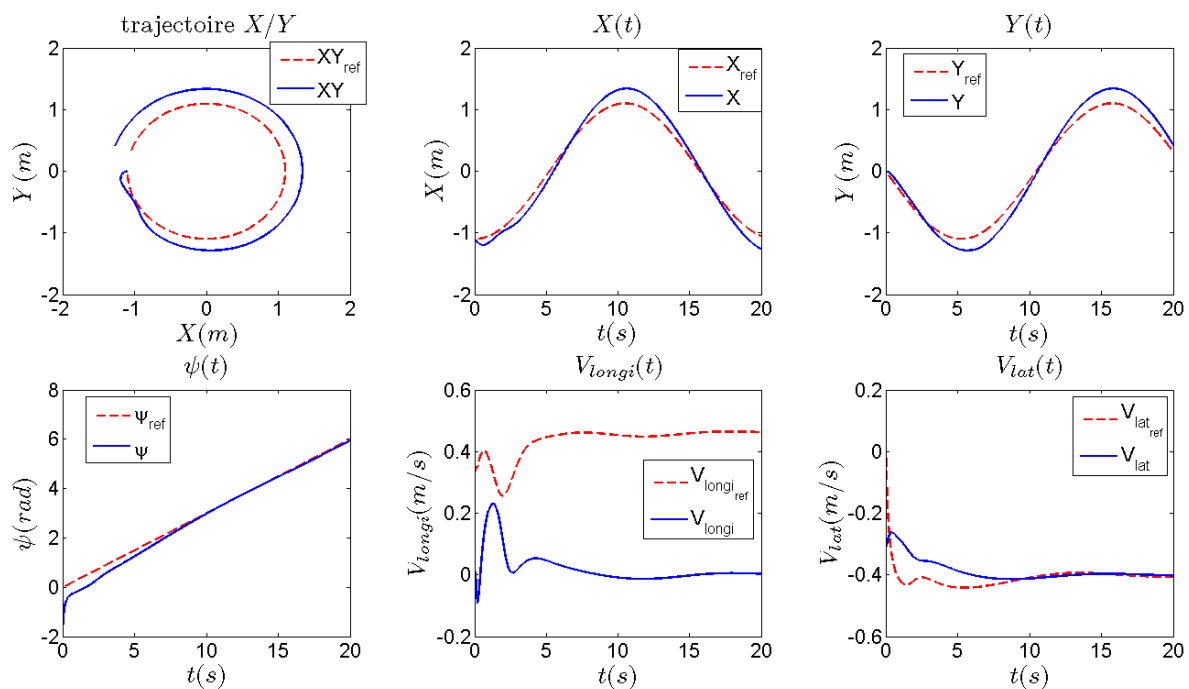 trajectoire X/Y
XY_ref
XY
2
1
0
-1
-2
Y(m)
-2 -1 0 1 2
X(m)
X(t)
X_ref
X
2
1
0
-1
-2
X(m)
0 5 10 15 20
t(s)
Y(t)
Y_ref
Y
2
1
0
-1
-2
Y(m)
0 5 10 15 20
t(s)
ψ(t)
ψ_ref
ψ
8
6
4
2
0
-2
ψ(rad)
0 5 10 15 20
t(s)
V_longi(t)
0.6
0.4
0.2
0
-0.2
V_longi(m/s)
V_longi_ref
V_longi
0 5 10 15 20
t(s)
V_lat(t)
V_lat_ref
V_lat
0.2
0
-0.2
-0.4
-0.6
V_lat(m/s)
0 5 10 15 20
t(s)